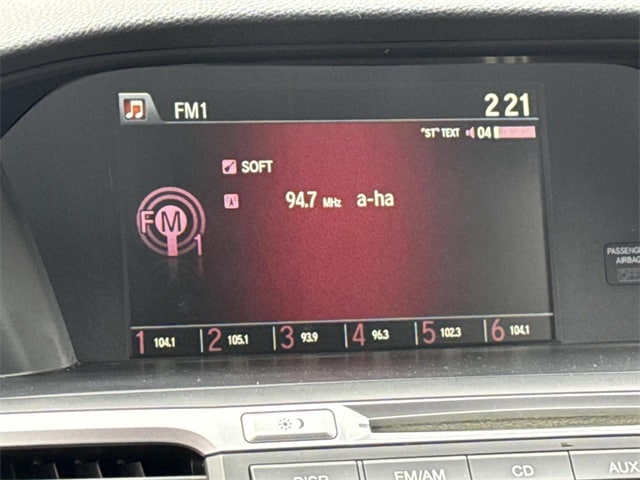 FM1 2 21
"ST" TEXT 04
SOFT
94.7 MHz a-ha
FM 1
1 104.1 2 105.1 3 93.9 4 96.3 5 102.3 6 104.1
PASSENGE
AIRBAG
OFF
DISP FM/AM CD AUX